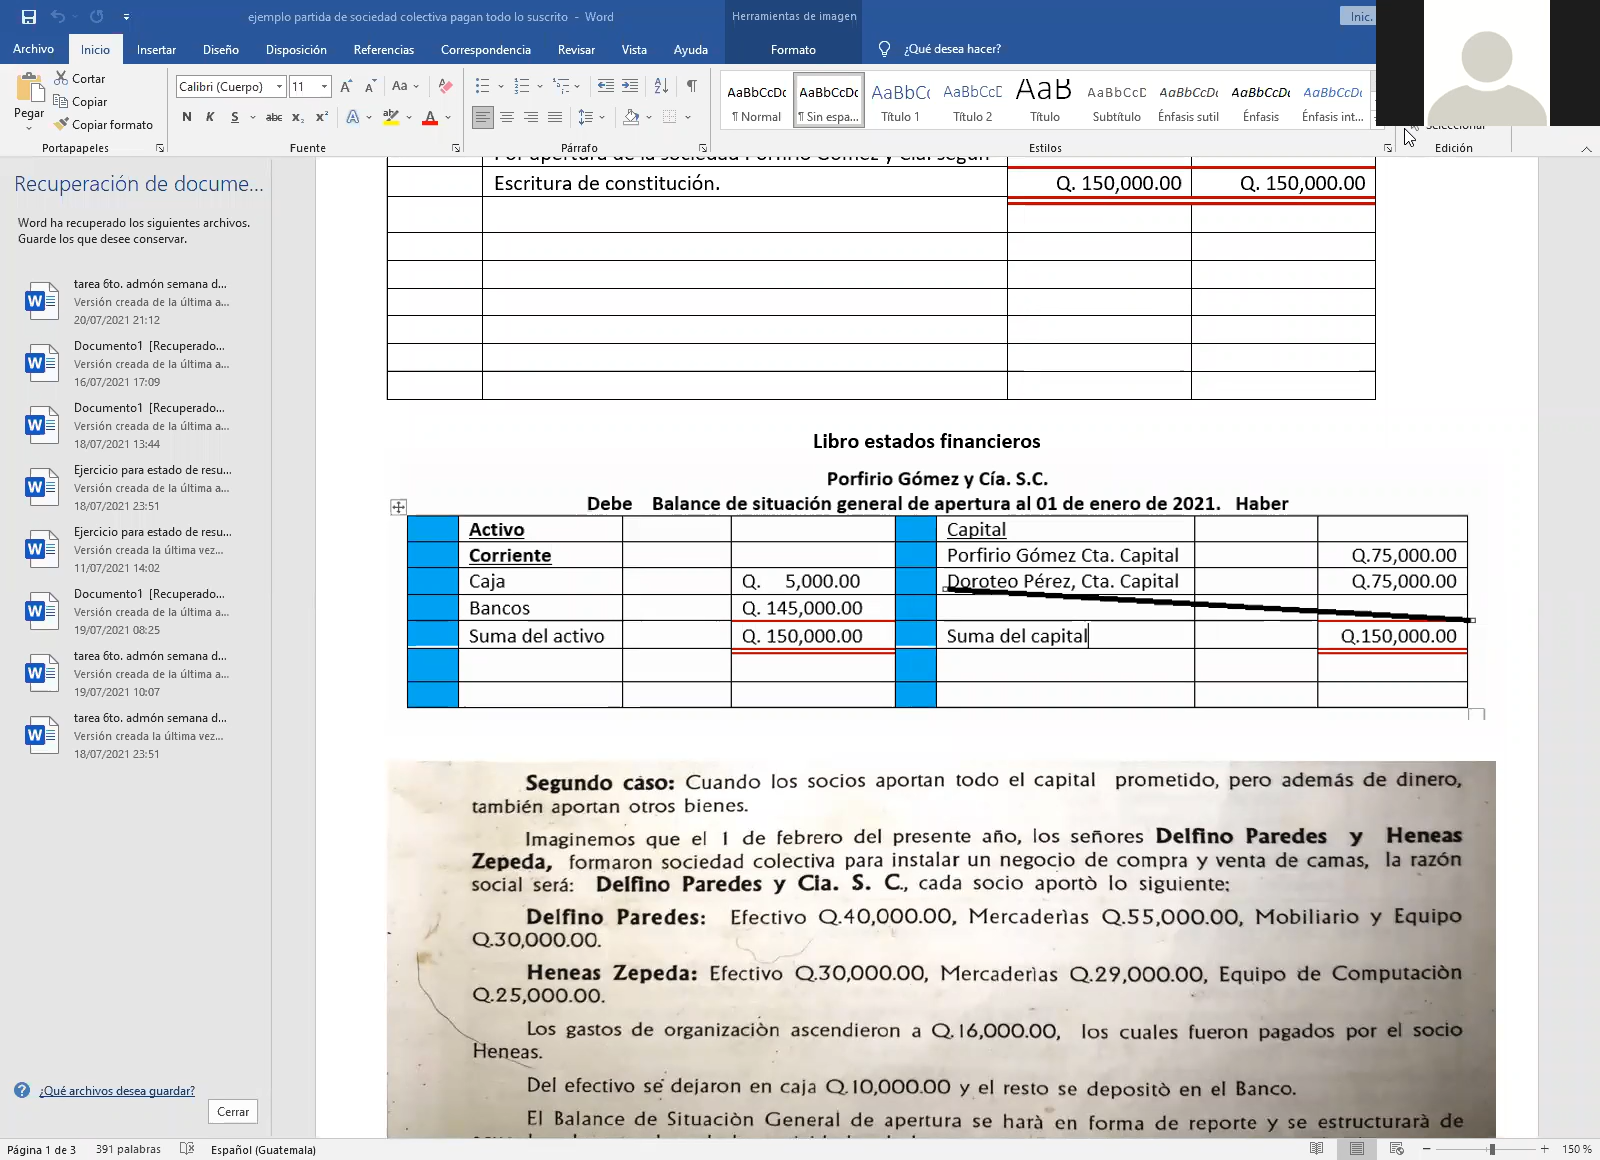 ejemplo partida de sociedad colectiva pagan todo lo suscrito - Word
Herramientas de imagen
Inic.
Archivo Inicio Insertar Diseño Disposición Referencias Correspondencia Revisar Vista Ayuda Formato ¿Qué desea hacer?
Pegar
Cortar
Copiar
Copiar formato
Calibri (Cuerpo) 11
AaBbCcDc AaBbCcDc AaBbC AaBbCcD AaB AaBbCcD AaBbCcDc AaBbCcDc AaBbCcDc
¶ Normal ¶ Sin espa... Título 1 Título 2 Título Subtítulo Énfasis sutil Énfasis Énfasis int...
Seleccionar
Portapapeles Fuente Párrafo Estilos Edición
Recuperación de docume...
Word ha recuperado los siguientes archivos.
Guarde los que desee conservar.
tarea 6to. admón semana d...
Versión creada de la última a...
20/07/2021 21:12
Documento1 [Recuperado...
Versión creada de la última a...
16/07/2021 17:09
Documento1 [Recuperado...
Versión creada de la última a...
18/07/2021 13:44
Ejercicio para estado de resu...
Versión creada de la última a...
18/07/2021 23:51
Ejercicio para estado de resu...
Versión creada la última vez...
11/07/2021 14:02
Documento1 [Recuperado...
Versión creada de la última a...
19/07/2021 08:25
tarea 6to. admón semana d...
Versión creada de la última a...
19/07/2021 10:07
tarea 6to. admón semana d...
Versión creada la última vez...
18/07/2021 23:51
¿Qué archivos desea guardar?
Cerrar
Por apertura de la sociedad Porfirio Gómez y Cía. según
Escritura de constitución. Q. 150,000.00 Q. 150,000.00
Libro estados financieros
Porfirio Gómez y Cía. S.C.
Debe Balance de situación general de apertura al 01 de enero de 2021. Haber
Activo Capital
Corriente Porfirio Gómez Cta. Capital Q.75,000.00
Caja Q. 5,000.00 Doroteo Pérez, Cta. Capital Q.75,000.00
Bancos Q. 145,000.00
Suma del activo Q. 150,000.00 Suma del capital Q.150,000.00
Segundo caso: Cuando los socios aportan todo el capital prometido, pero además de dinero,
también aportan otros bienes.
Imaginemos que el 1 de febrero del presente año, los señores Delfino Paredes y Heneas
Zepeda, formaron sociedad colectiva para instalar un negocio de compra y venta de camas, la razón
social será: Delfino Paredes y Cia. S. C., cada socio aportò lo siguiente:
Delfino Paredes: Efectivo Q.40,000.00, Mercaderìas Q.55,000.00, Mobiliario y Equipo
Q.30,000.00.
Heneas Zepeda: Efectivo Q.30,000.00, Mercaderìas Q.29,000.00, Equipo de Computaciòn
Q.25,000.00.
Los gastos de organizaciòn ascendieron a Q.16,000.00, los cuales fueron pagados por el socio
Heneas.
Del efectivo se dejaron en caja Q.10,000.00 y el resto se depositò en el Banco.
El Balance de Situaciòn General de apertura se harà en forma de reporte y se estructurarà de
Página 1 de 3 391 palabras Español (Guatemala) 150 %